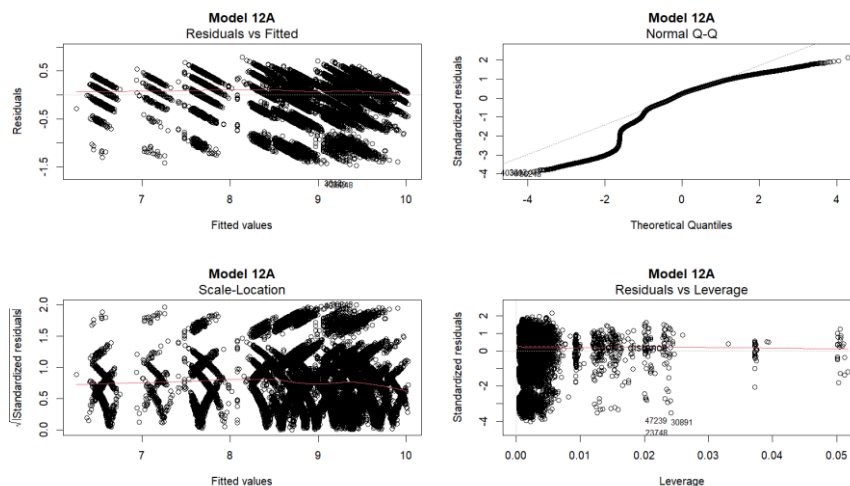 Model 12A
Residuals vs Fitted
Residuals
0.5
-0.5
-1.5
7
8
9
10
Fitted values
Model 12A
Normal Q-Q
Standardized residuals
2
1
0
-1
-2
-3
-4
-4
-2
0
2
4
Theoretical Quantiles
Model 12A
Scale-Location
√|Standardized residuals|
2.0
1.5
1.0
0.5
0.0
7
8
9
10
Fitted values
Model 12A
Residuals vs Leverage
Standardized residuals
2
0
-2
-4
distance
47239
30891
23748
0.00
0.01
0.02
0.03
0.04
0.05
Leverage